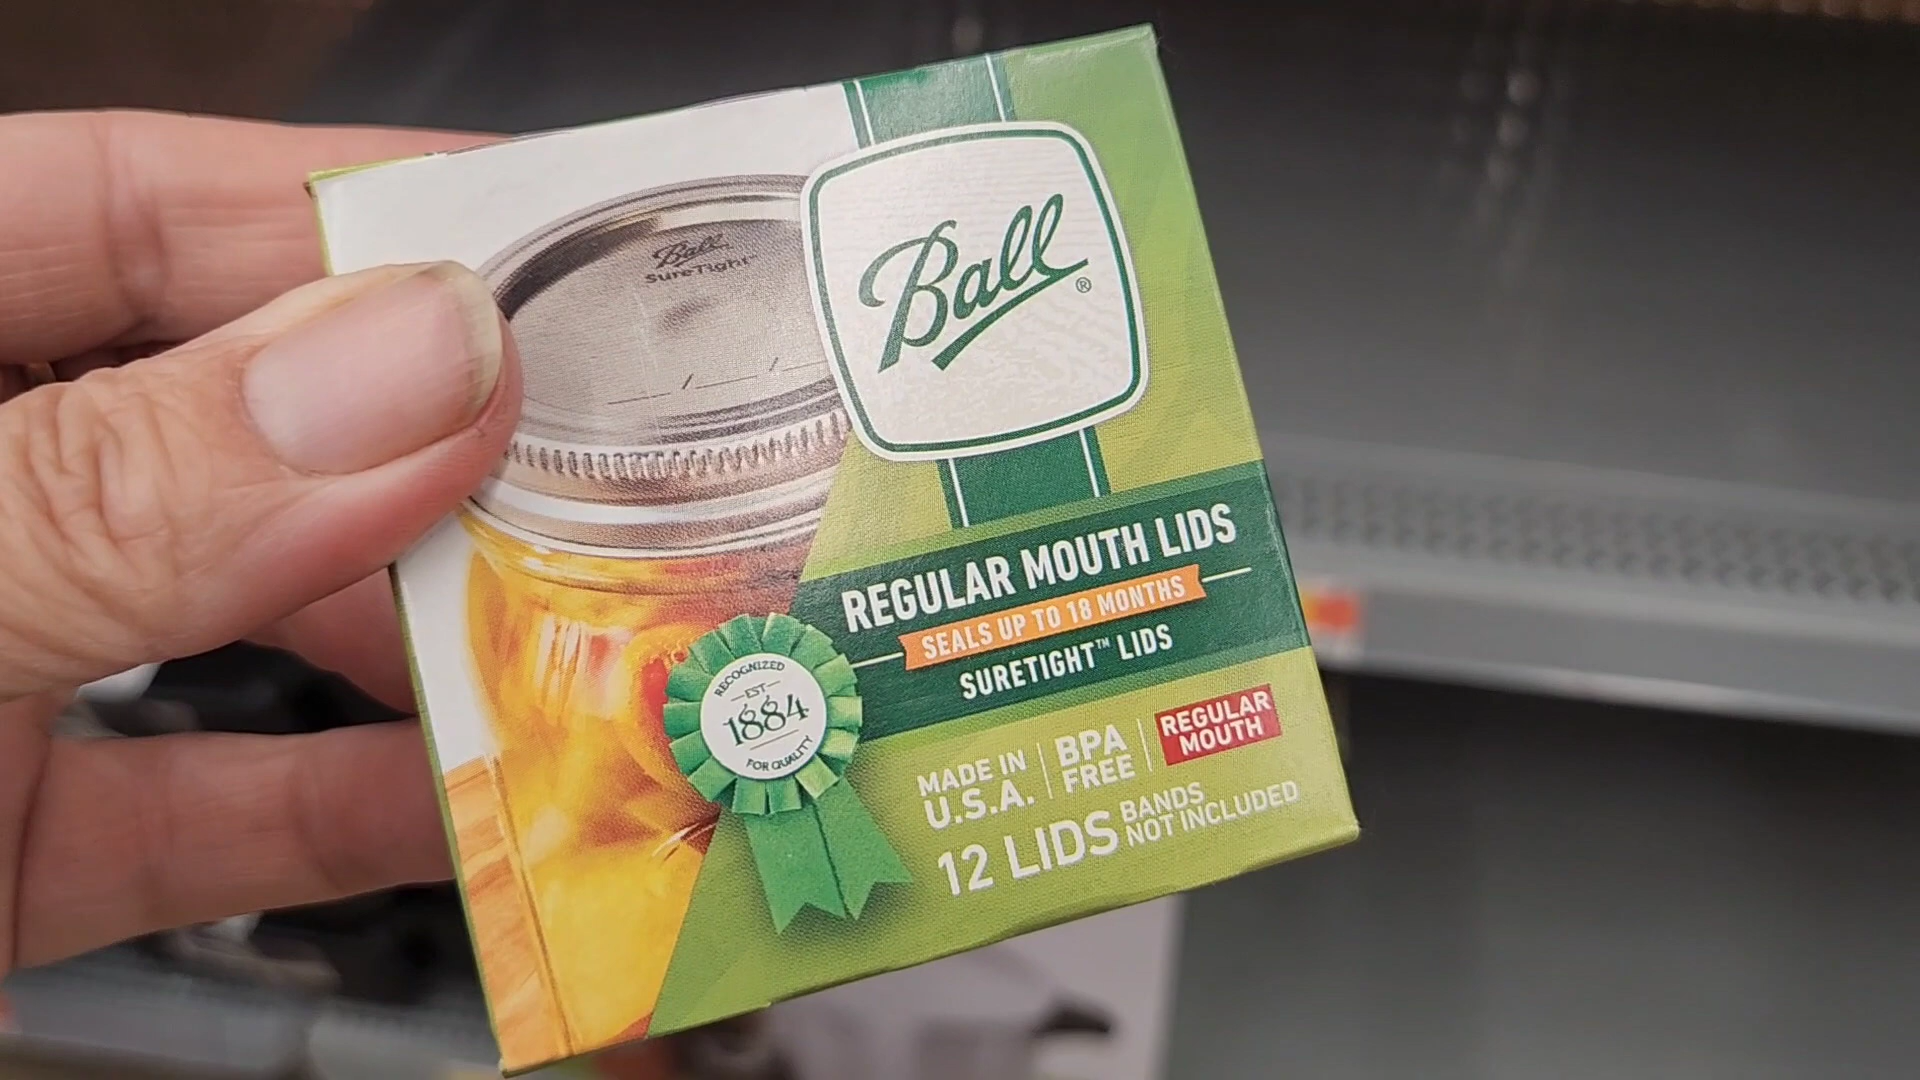 Ball
SureTight™
Ball®
REGULAR MOUTH LIDS
SEALS UP TO 18 MONTHS
SURETIGHT™ LIDS
RECOGNIZED
EST
1884
FOR QUALITY
MADE IN
U.S.A.
BPA
FREE
REGULAR
MOUTH
12 LIDS
BANDS
NOT INCLUDED